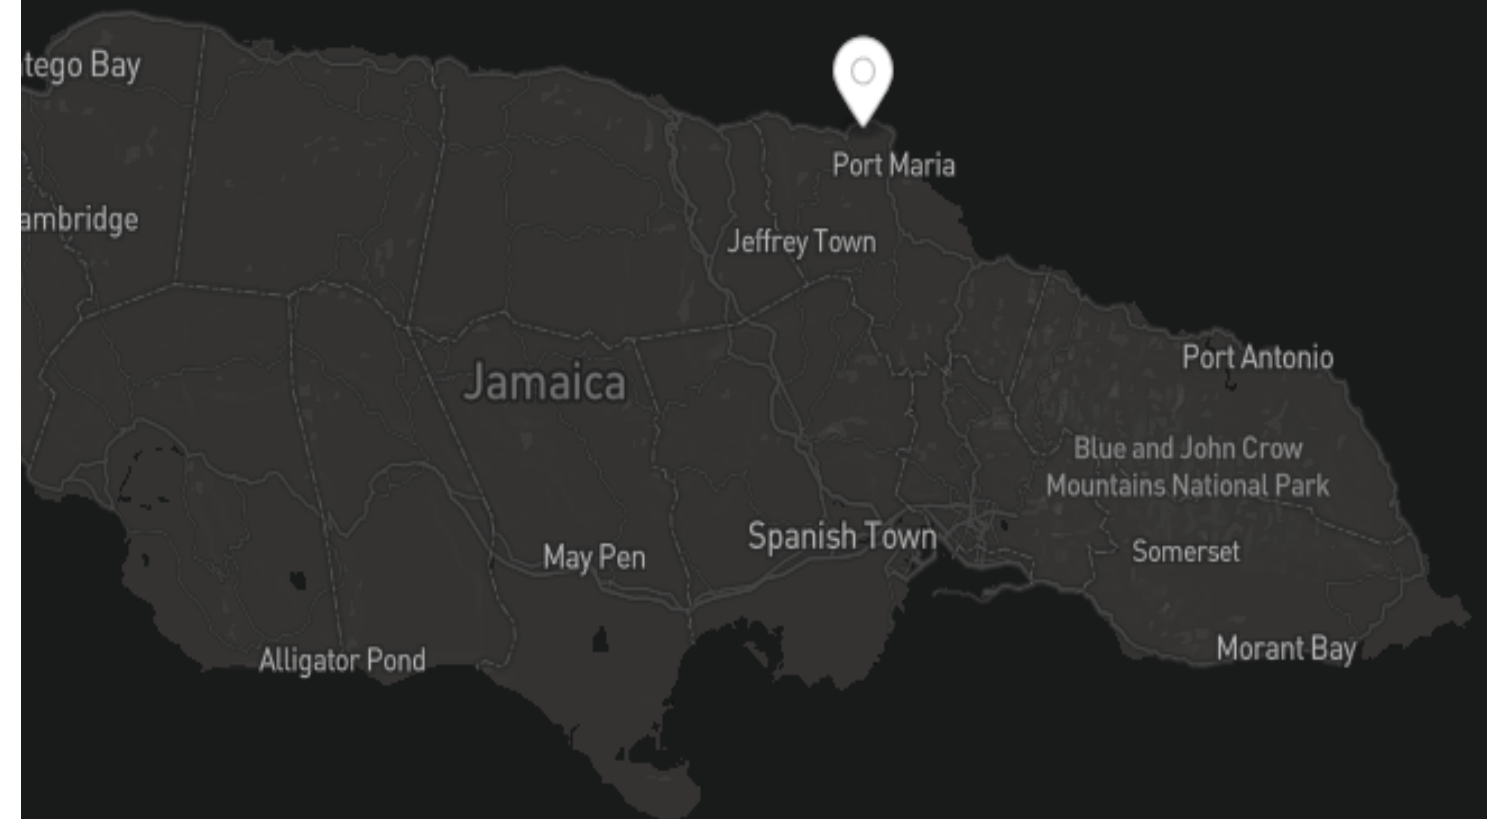 tego Bay
Port Maria
ambridge
Jeffrey Town
Port Antonio
Jamaica
Blue and John Crow
Mountains National Park
Spanish Town
May Pen
Somerset
Morant Bay
Alligator Pond